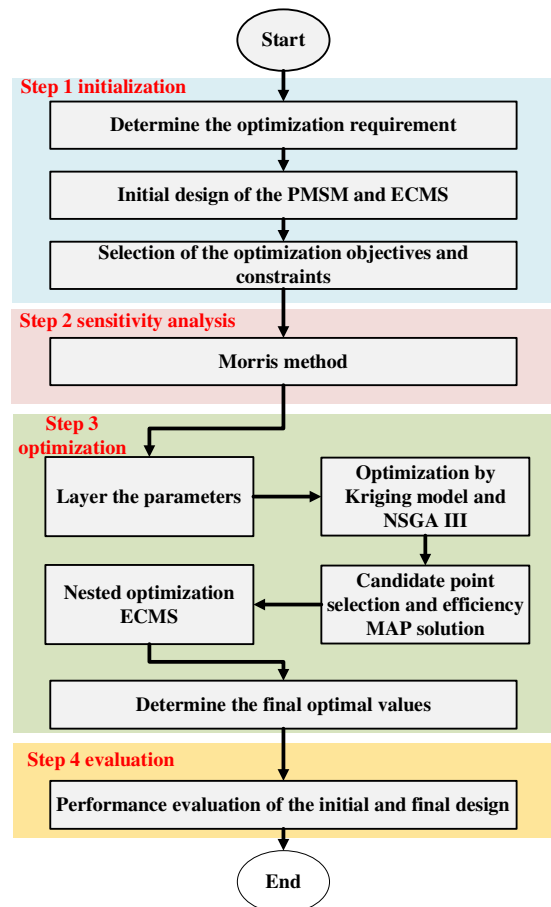 Start
Step 1 initialization
Determine the optimization requirement
Initial design of the PMSM and ECMS
Selection of the optimization objectives and
constraints
Step 2 sensitivity analysis
Morris method
Step 3
optimization
Layer the parameters
Optimization by
Kriging model and
NSGA III
Nested optimization
ECMS
Candidate point
selection and efficiency
MAP solution
Determine the final optimal values
Step 4 evaluation
Performance evaluation of the initial and final design
End